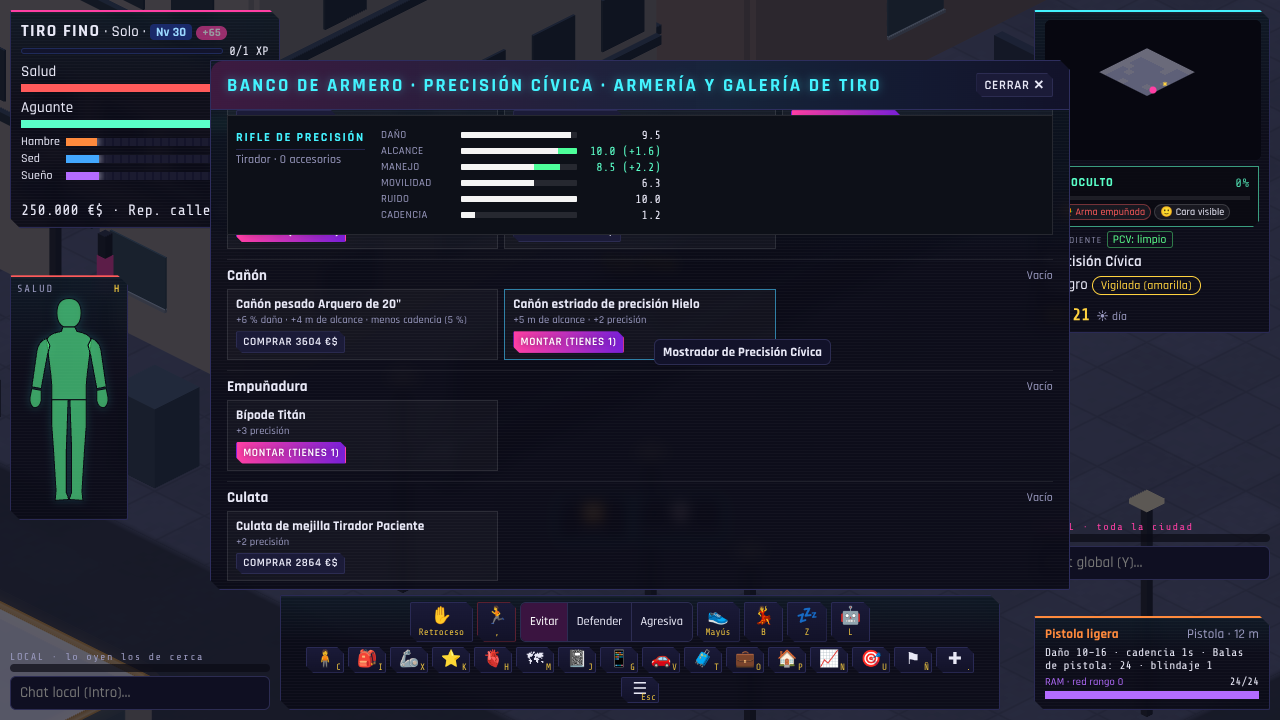 TIRO FINO · Solo · Nv 30 +65
0/1 XP
Salud
Aguante
Hambre
Sed
Sueño
250.000 €$ · Rep. calle
SALUD H
BANCO DE ARMERO · PRECISIÓN CÍVICA · ARMERÍA Y GALERÍA DE TIRO
CERRAR ✕
RIFLE DE PRECISIÓN
Tirador · 0 accesorios
DAÑO 9.5
ALCANCE 10.0 (+1.6)
MANEJO 8.5 (+2.2)
MOVILIDAD 6.3
RUIDO 10.0
CADENCIA 1.2
Cañón Vacío
Cañón pesado Arquero de 20"
+6 % daño · +4 m de alcance · menos cadencia (5 %)
COMPRAR 3604 €$
Cañón estriado de precisión Hielo
+5 m de alcance · +2 precisión
MONTAR (TIENES 1)
Mostrador de Precisión Cívica
Empuñadura Vacío
Bípode Titán
+3 precisión
MONTAR (TIENES 1)
Culata Vacío
Culata de mejilla Tirador Paciente
+2 precisión
COMPRAR 2864 €$
OCULTO 0%
Arma empuñada Cara visible
DIENTE PCV: limpio
cisión Cívica
gro Vigilada (amarilla)
21 día
L · toda la ciudad
t global (Y)...
LOCAL · lo oyen los de cerca
Chat local (Intro)...
Retroceso , Evitar Defender Agresiva Mayús B Z L
C I X K H M J G V T O P N U Ñ .
Esc
Pistola ligera Pistola · 12 m
Daño 10–16 · cadencia 1s · Balas
de pistola: 24 · blindaje 1
RAM · red rango 0 24/24